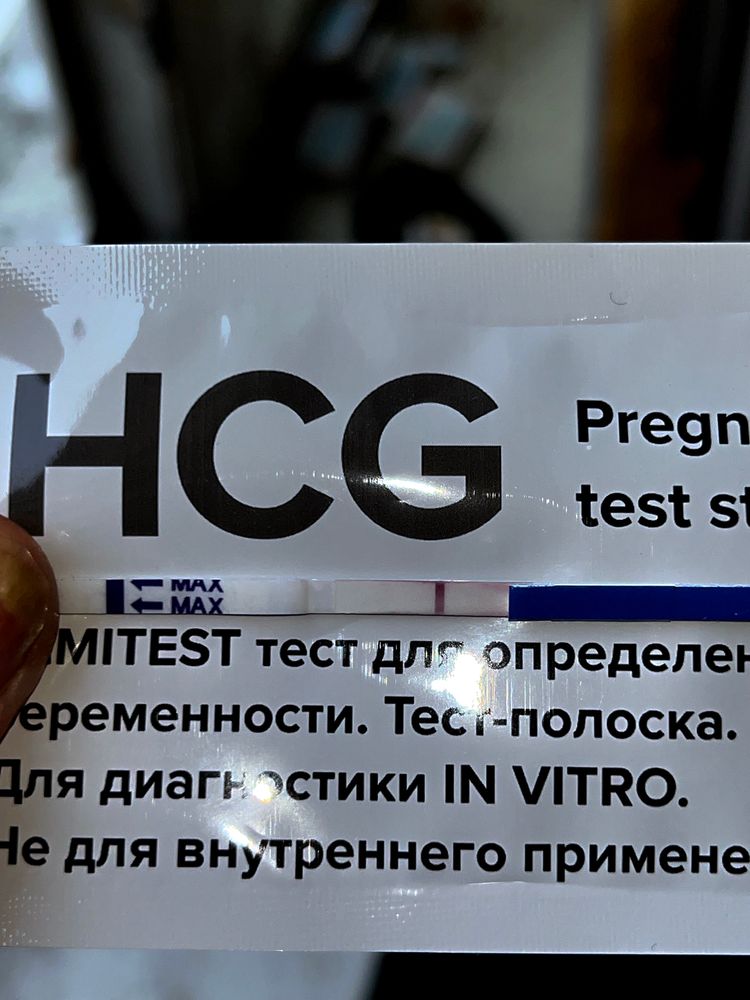 HCG
Pregn
test st
MAX
MAX
MITEST тест для определен
еременности. Тест-полоска.
Для диагностики IN VITRO.
Не для внутреннего примене